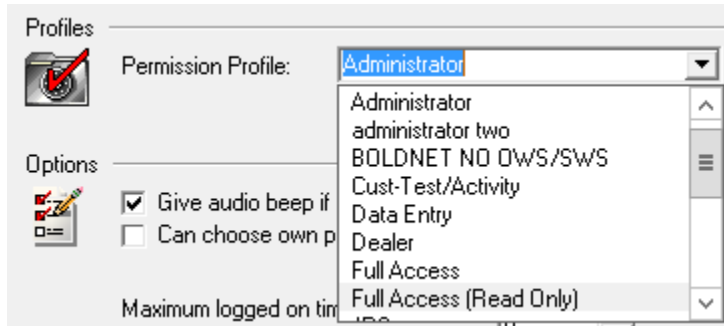 Profiles
Permission Profile: Administrator
Administrator
administrator two
BOLDNET NO OWS/SWS
Cust-Test/Activity
Data Entry
Dealer
Full Access
Full Access (Read Only)
Options
Give audio beep if
Can choose own p
Maximum logged on tim